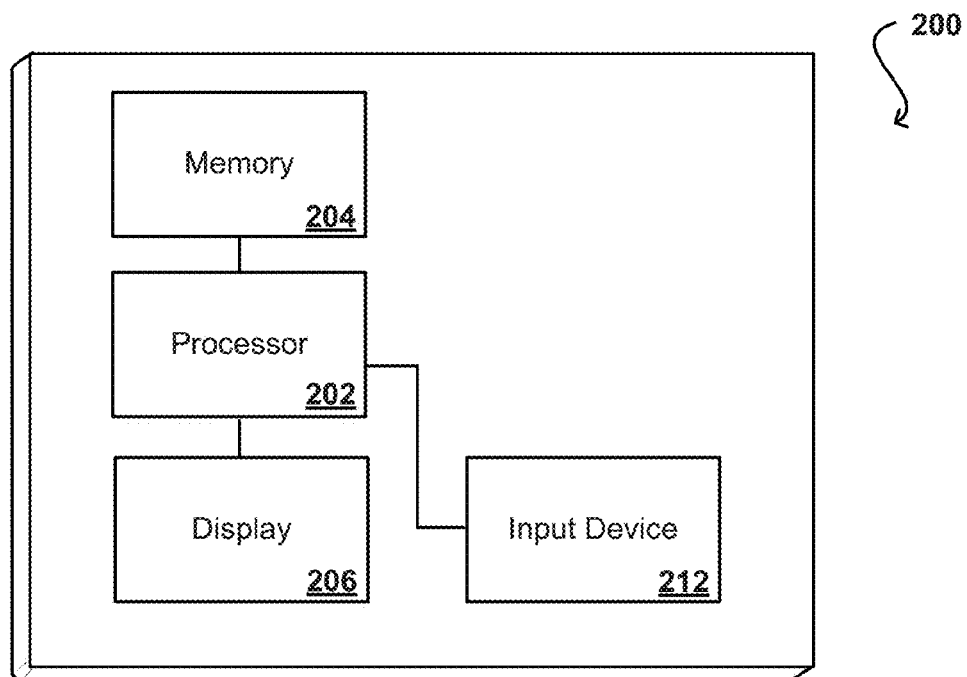 200
Memory
204
Processor
202
Display
206
Input Device
212